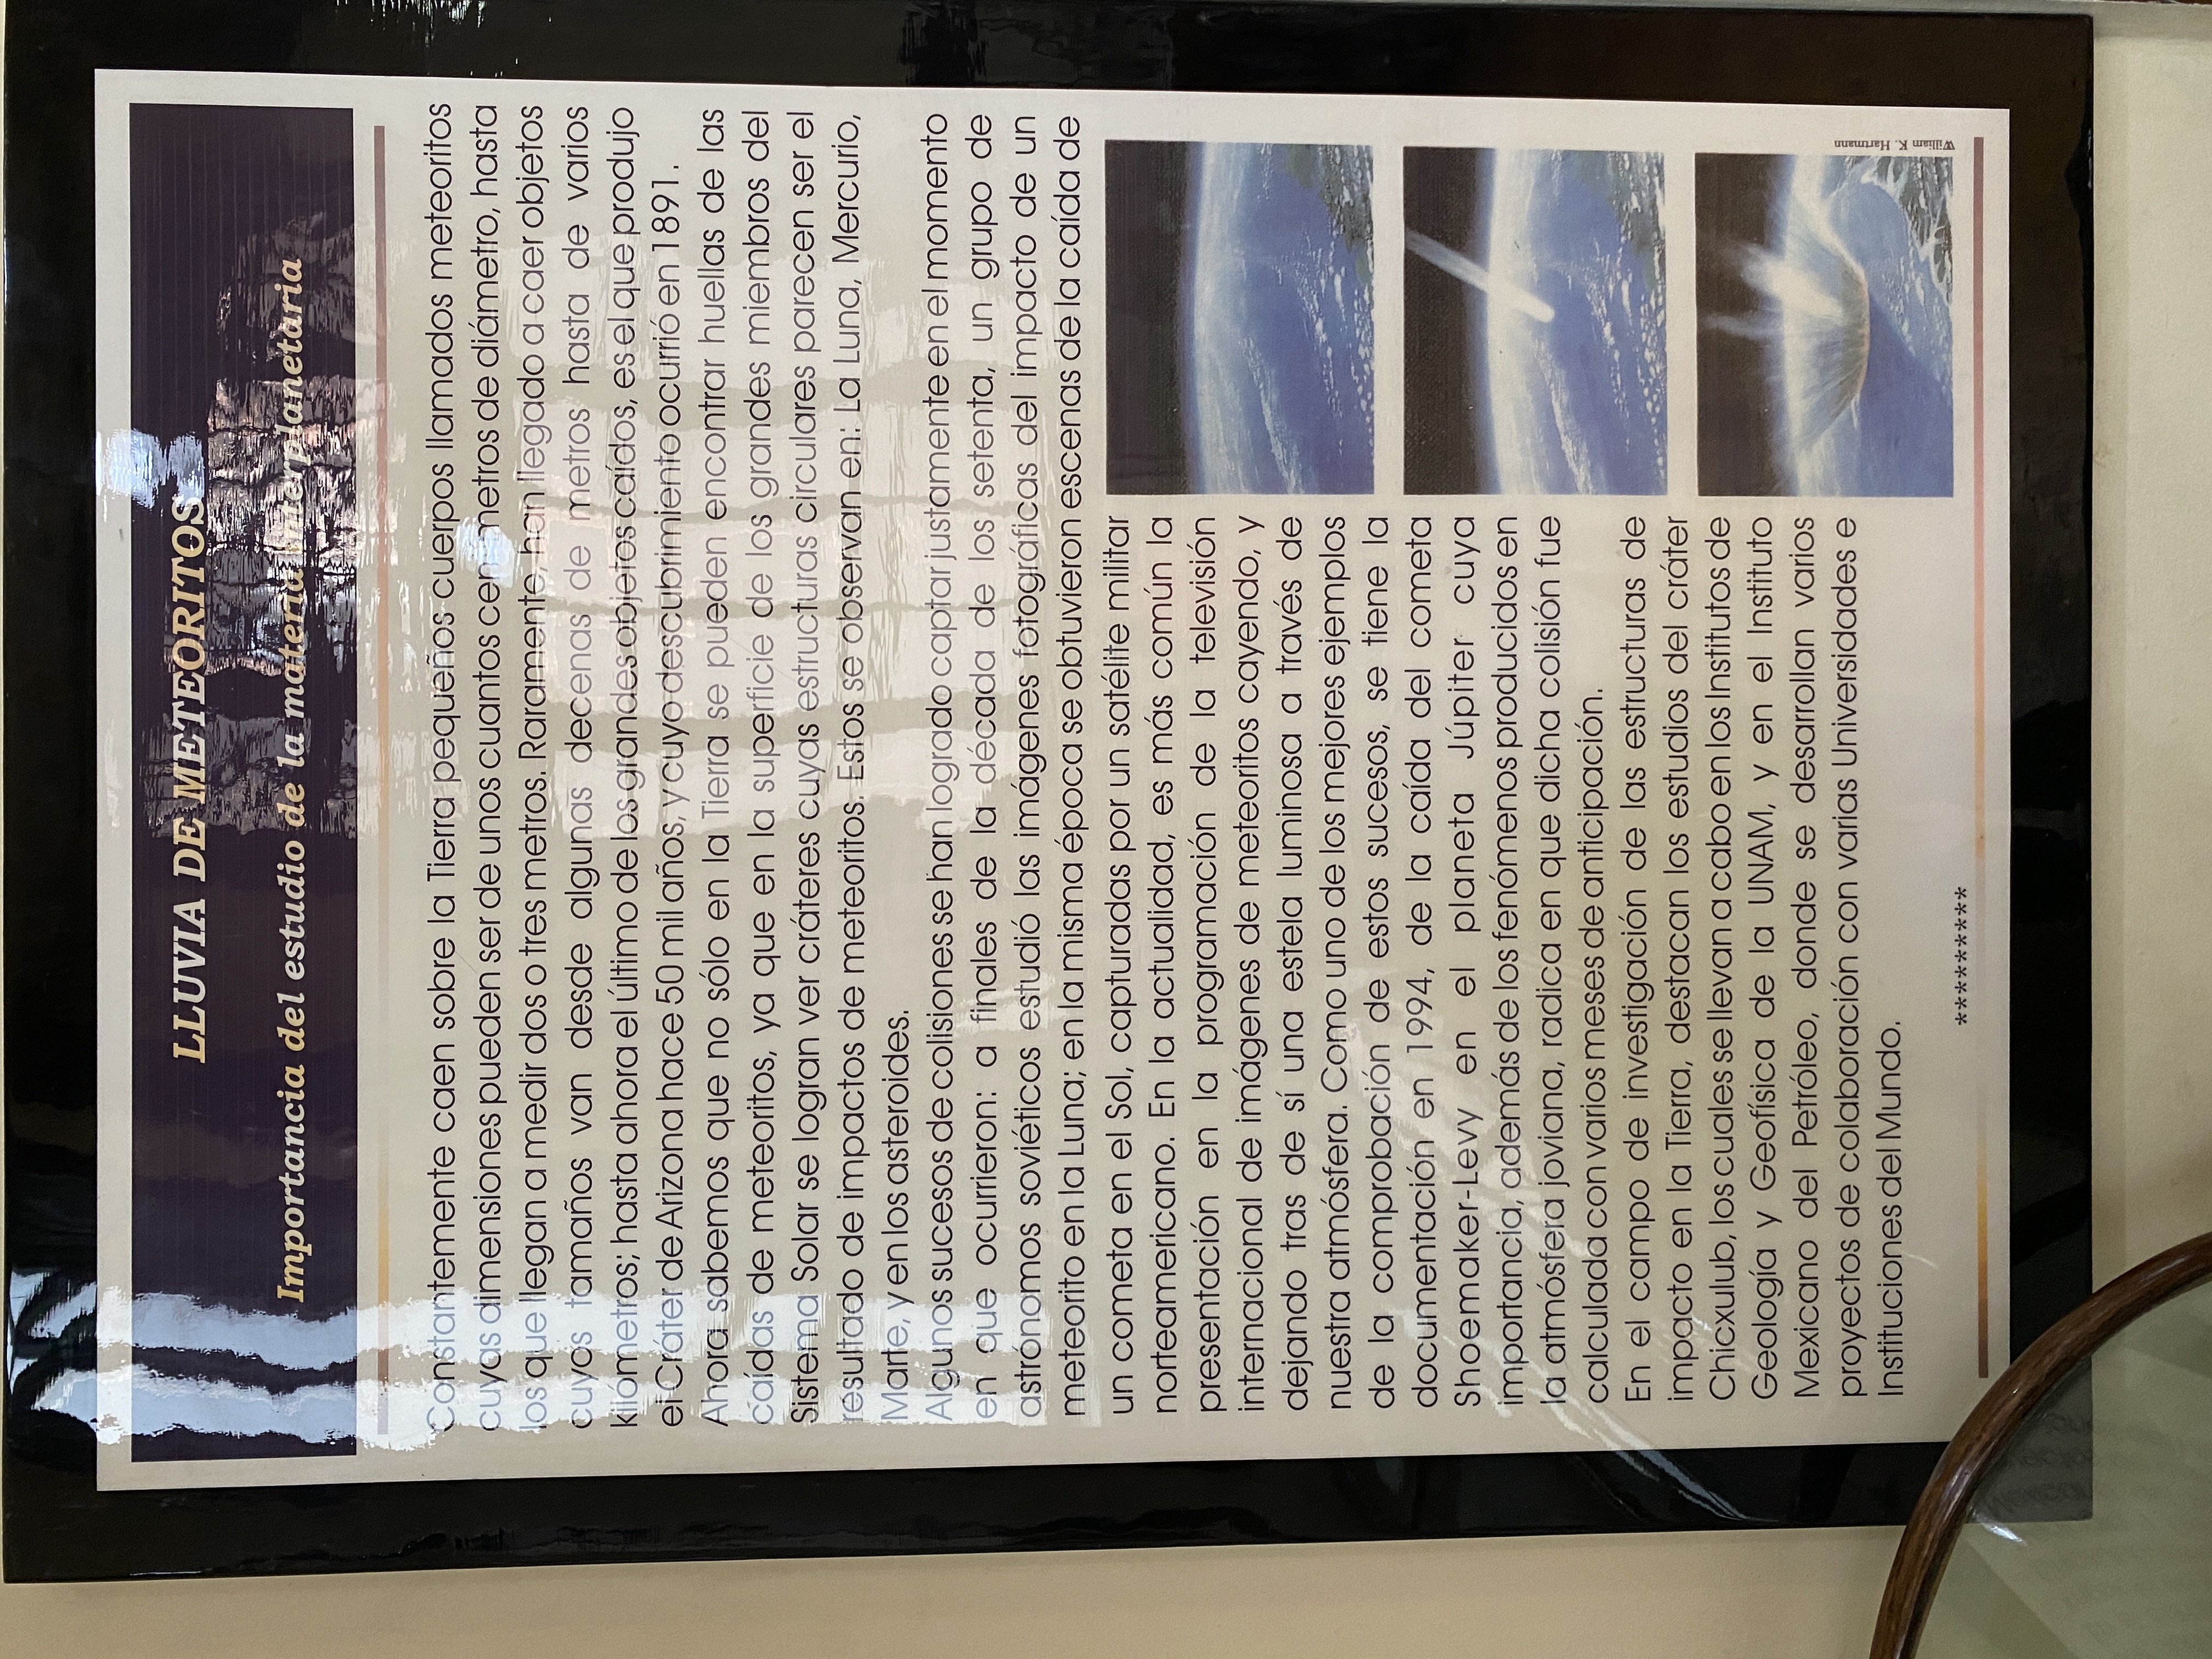 LLUVIA DE METEORITOS
Importancia del estudio de la materia interplanetaria
Constantemente caen sobre la Tierra pequeños cuerpos llamados meteoritos
cuyas dimensiones pueden ser de unos cuantos centímetros de diámetro, hasta
los que llegan a medir dos o tres metros. Raramente, han llegado a caer objetos
cuyos tamaños van desde algunas decenas de metros hasta de varios
kilómetros; hasta ahora el último de los grandes objetos caídos, es el que produjo
el Cráter de Arizona hace 50 mil años, y cuyo descubrimiento ocurrió en 1891.
Ahora sabemos que no sólo en la Tierra se pueden encontrar huellas de las
caídas de meteoritos, ya que en la superficie de los grandes miembros del
Sistema Solar se logran ver cráteres cuyas estructuras circulares parecen ser el
resultado de impactos de meteoritos. Estos se observan en: La Luna, Mercurio,
Marte, y en los asteroides.
Algunos sucesos de colisiones se han logrado captar justamente en el momento
en que ocurrieron: a finales de la década de los setenta, un grupo de
astrónomos soviéticos estudió las imágenes fotográficas del impacto de un
meteorito en la Luna; en la misma época se obtuvieron escenas de la caída de
un cometa en el Sol, capturadas por un satélite militar
norteamericano. En la actualidad, es más común la
presentación en la programación de la televisión
internacional de imágenes de meteoritos cayendo, y
dejando tras de sí una estela luminosa a través de
nuestra atmósfera. Como uno de los mejores ejemplos
de la comprobación de estos sucesos, se tiene la
documentación en 1994, de la caída del cometa
Shoemaker-Levy en el planeta Júpiter cuya
importancia, además de los fenómenos producidos en
la atmósfera joviana, radica en que dicha colisión fue
calculada con varios meses de anticipación.
En el campo de investigación de las estructuras de
impacto en la Tierra, destacan los estudios del cráter
Chicxulub, los cuales se llevan a cabo en los Institutos de
Geología y Geofísica de la UNAM, y en el Instituto
Mexicano del Petróleo, donde se desarrollan varios
proyectos de colaboración con varias Universidades e
Instituciones del Mundo.
*********
William K. Hartmann